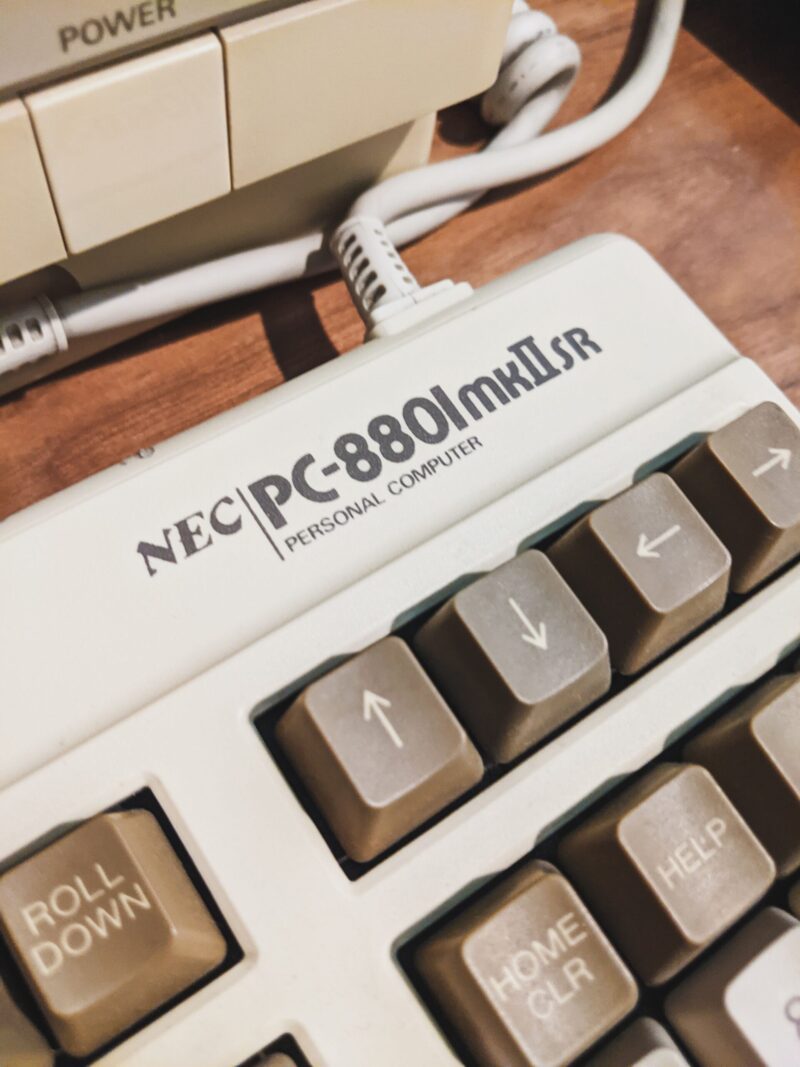 POWER
NEC PC-8801mkⅡSR
PERSONAL COMPUTER
→
←
↓
↑
HELP
HOME
CLR
ROLL
DOWN